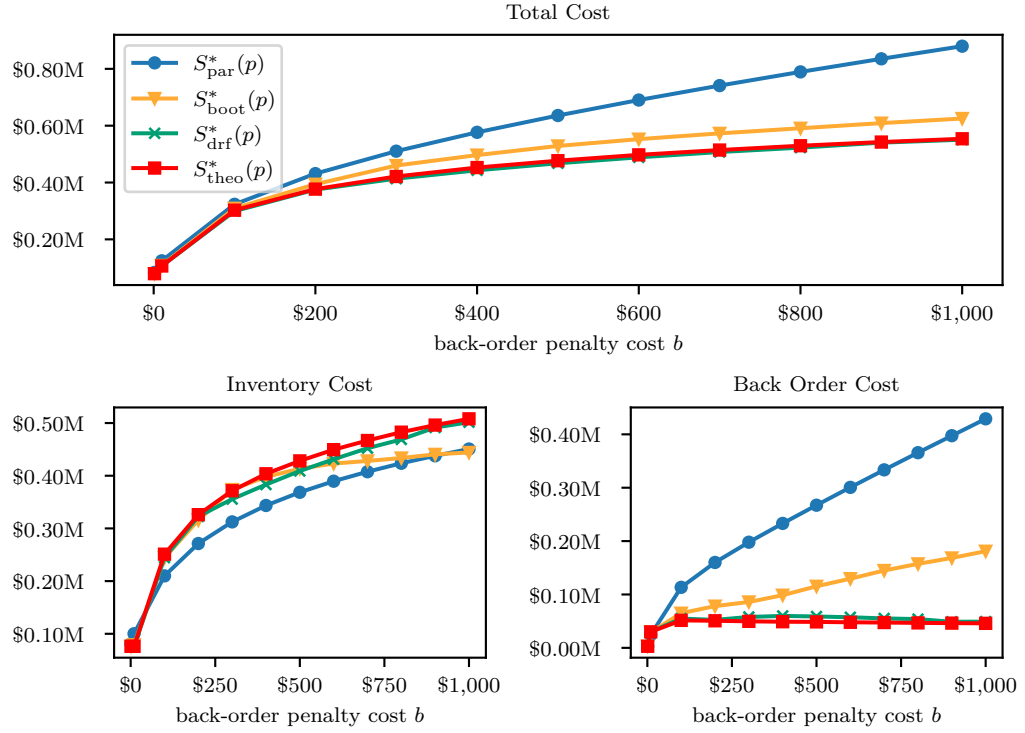 Total Cost
$0.80M
$0.60M
$0.40M
$0.20M
S*par(p)
S*boot(p)
S*drf(p)
S*theo(p)
$0 $200 $400 $600 $800 $1,000
back-order penalty cost b
Inventory Cost
$0.50M
$0.40M
$0.30M
$0.20M
$0.10M
$0 $250 $500 $750 $1,000
back-order penalty cost b
Back Order Cost
$0.40M
$0.30M
$0.20M
$0.10M
$0.00M
$0 $250 $500 $750 $1,000
back-order penalty cost b